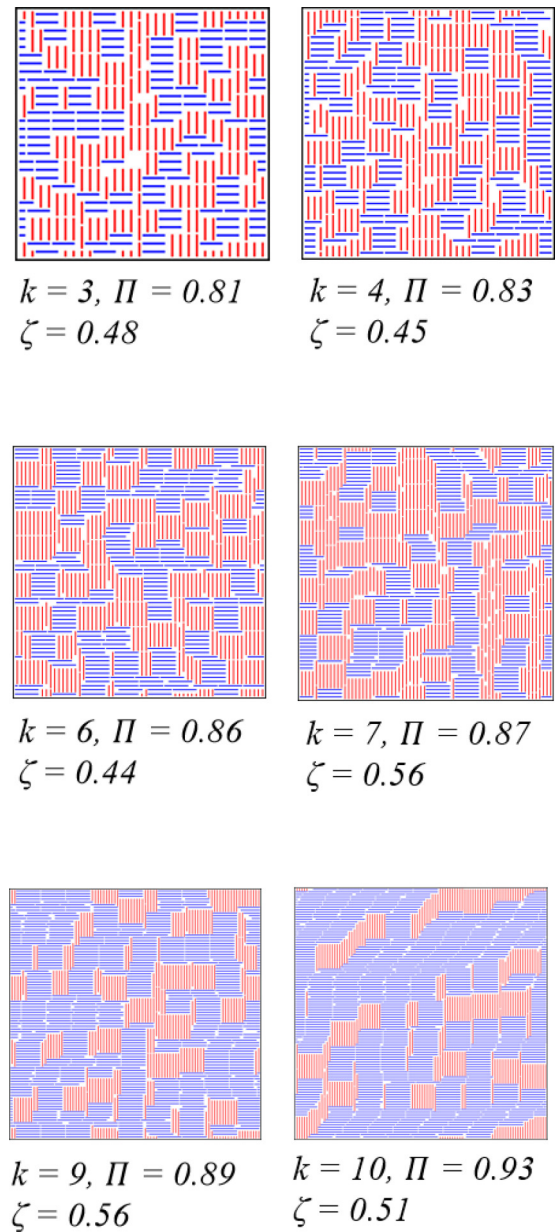 k = 3, Π = 0.81
ζ = 0.48
k = 4, Π = 0.83
ζ = 0.45
k = 6, Π = 0.86
ζ = 0.44
k = 7, Π = 0.87
ζ = 0.56
k = 9, Π = 0.89
ζ = 0.56
k = 10, Π = 0.93
ζ = 0.51